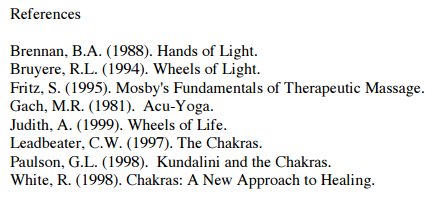 References
Brennan, B.A. (1988). Hands of Light.
Bruyere, R.L. (1994). Wheels of Light.
Fritz, S. (1995). Mosby's Fundamentals of Therapeutic Massage.
Gach, M.R. (1981).  Acu-Yoga.
Judith, A. (1999). Wheels of Life.
Leadbeater, C.W. (1997). The Chakras.
Paulson, G.L. (1998).  Kundalini and the Chakras.
White, R. (1998). Chakras: A New Approach to Healing.